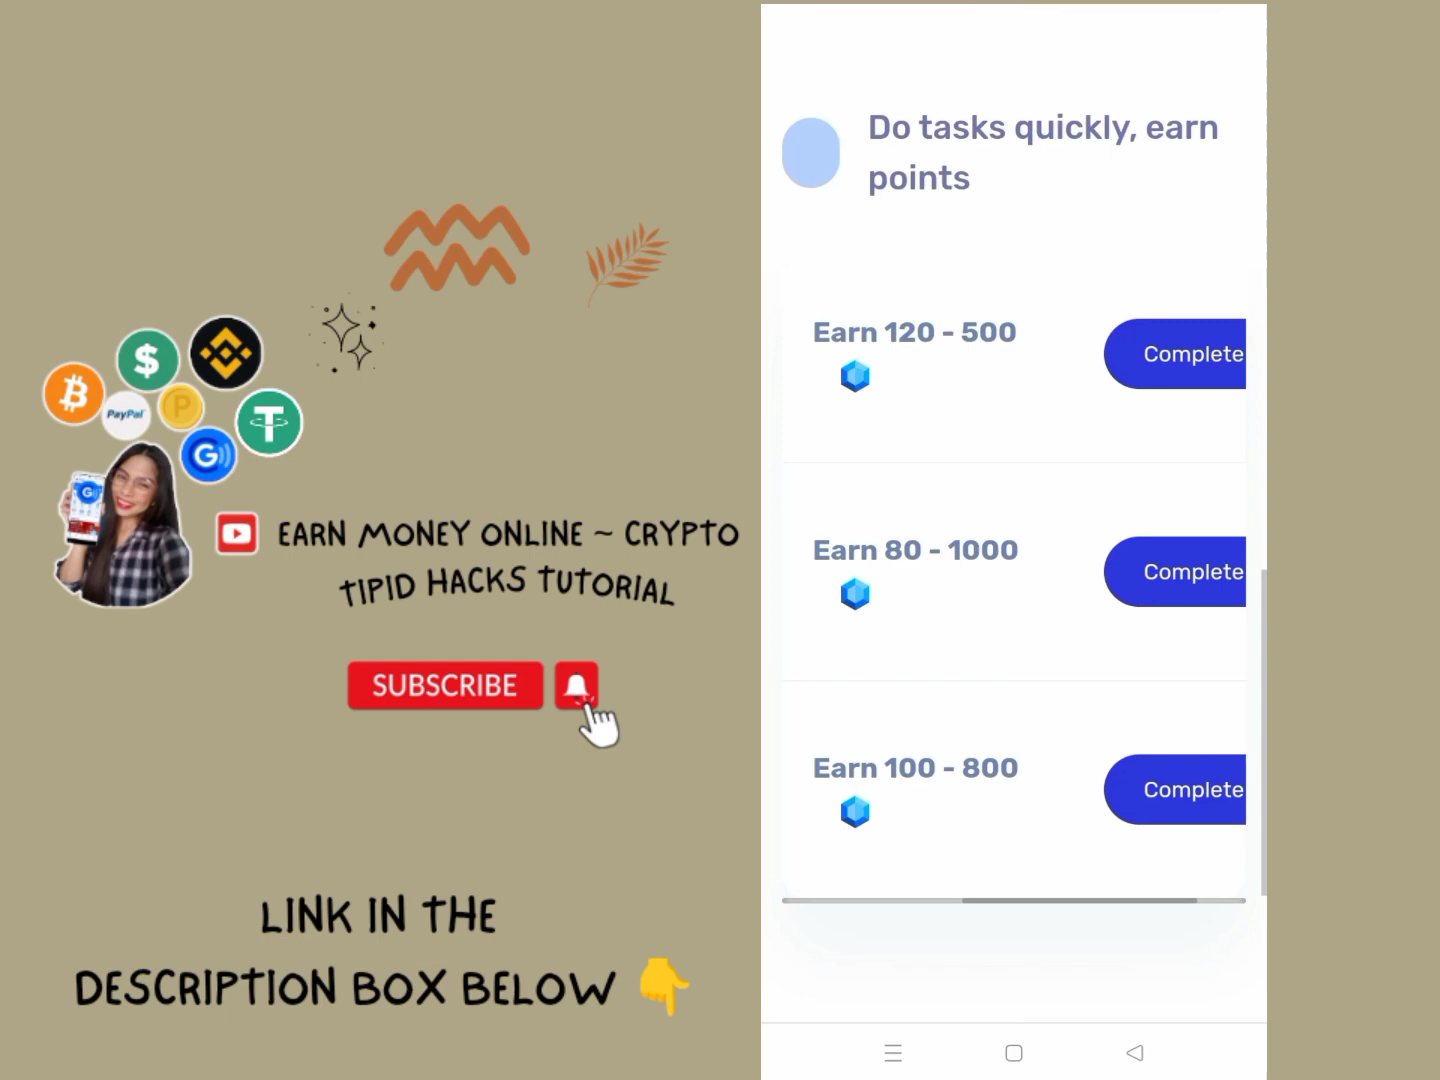 PayPal
EARN MONEY ONLINE ~ CRYPTO
TIPID HACKS TUTORIAL
SUBSCRIBE
LINK IN THE
DESCRIPTION BOX BELOW
Do tasks quickly, earn
points
Earn 120 - 500
Complete
Earn 80 - 1000
Complete
Earn 100 - 800
Complete